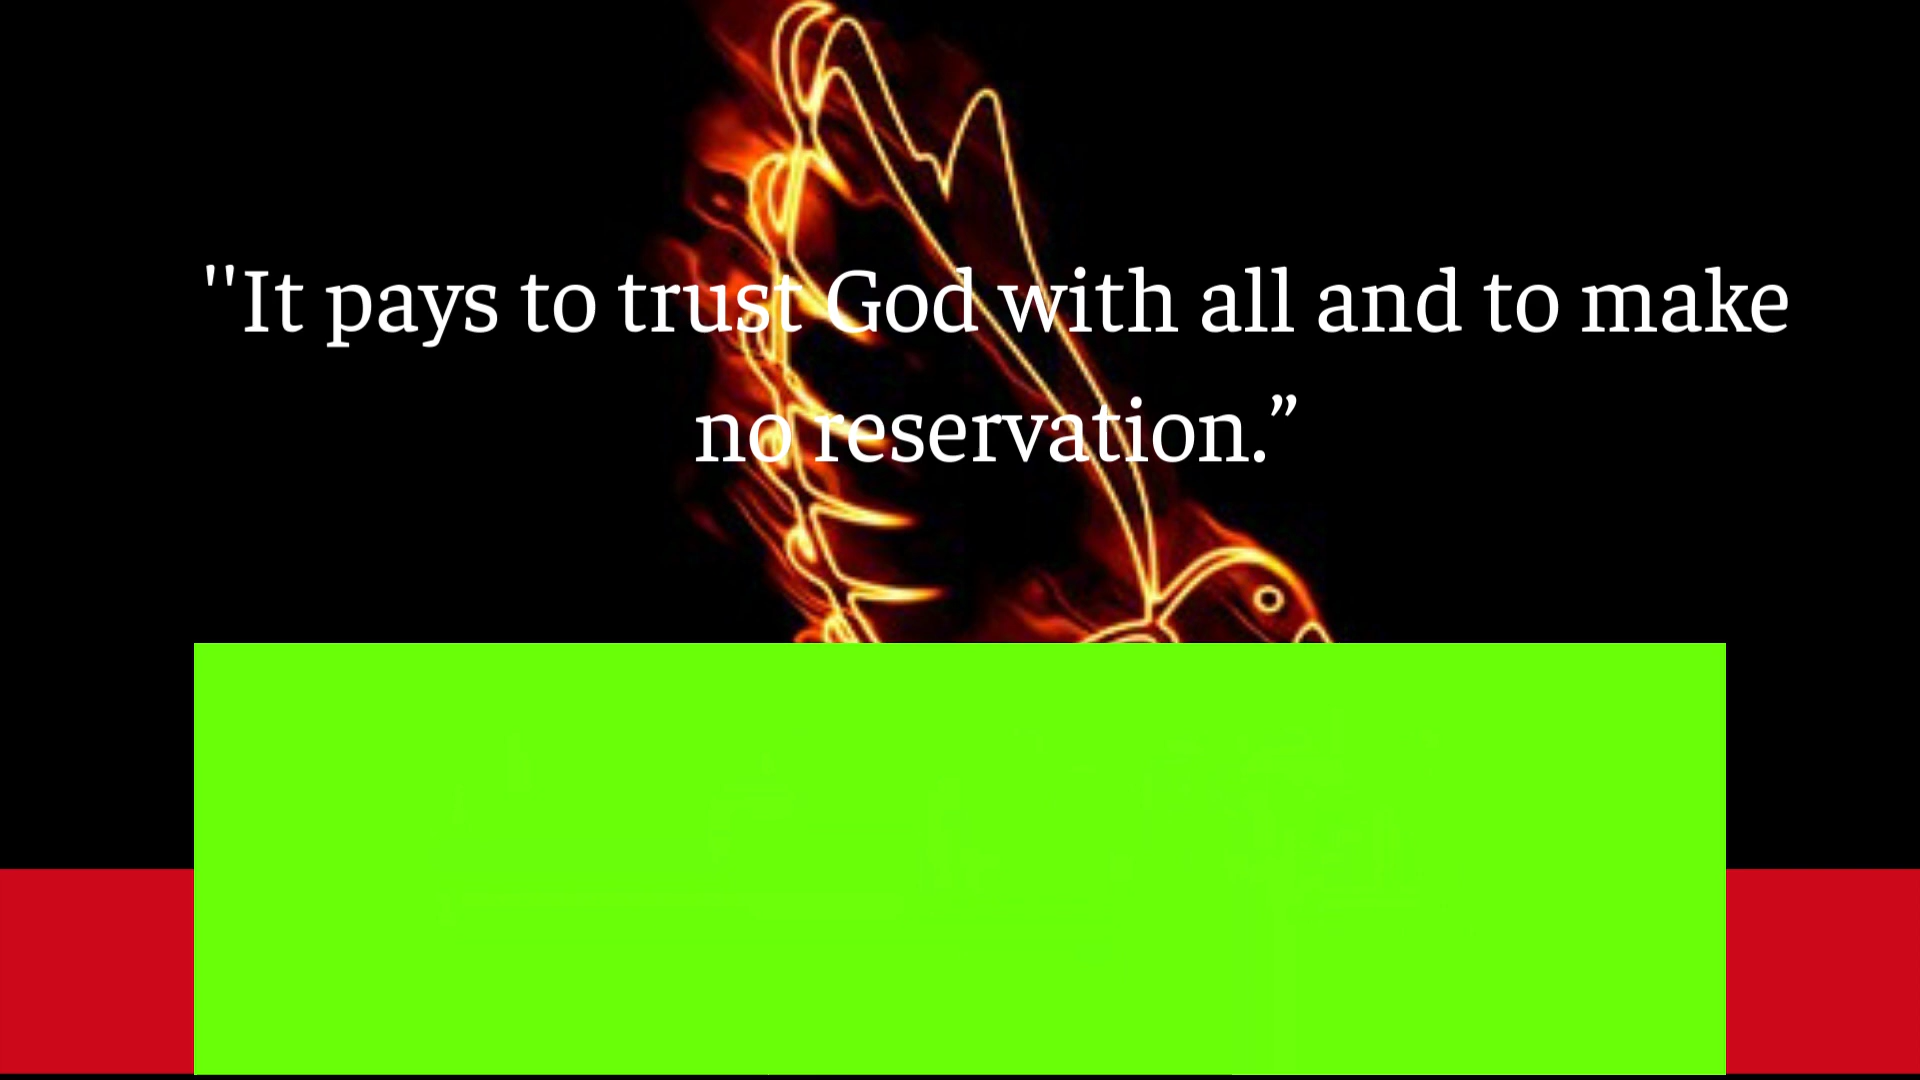 "It pays to trust God with all and to make
no reservation.”